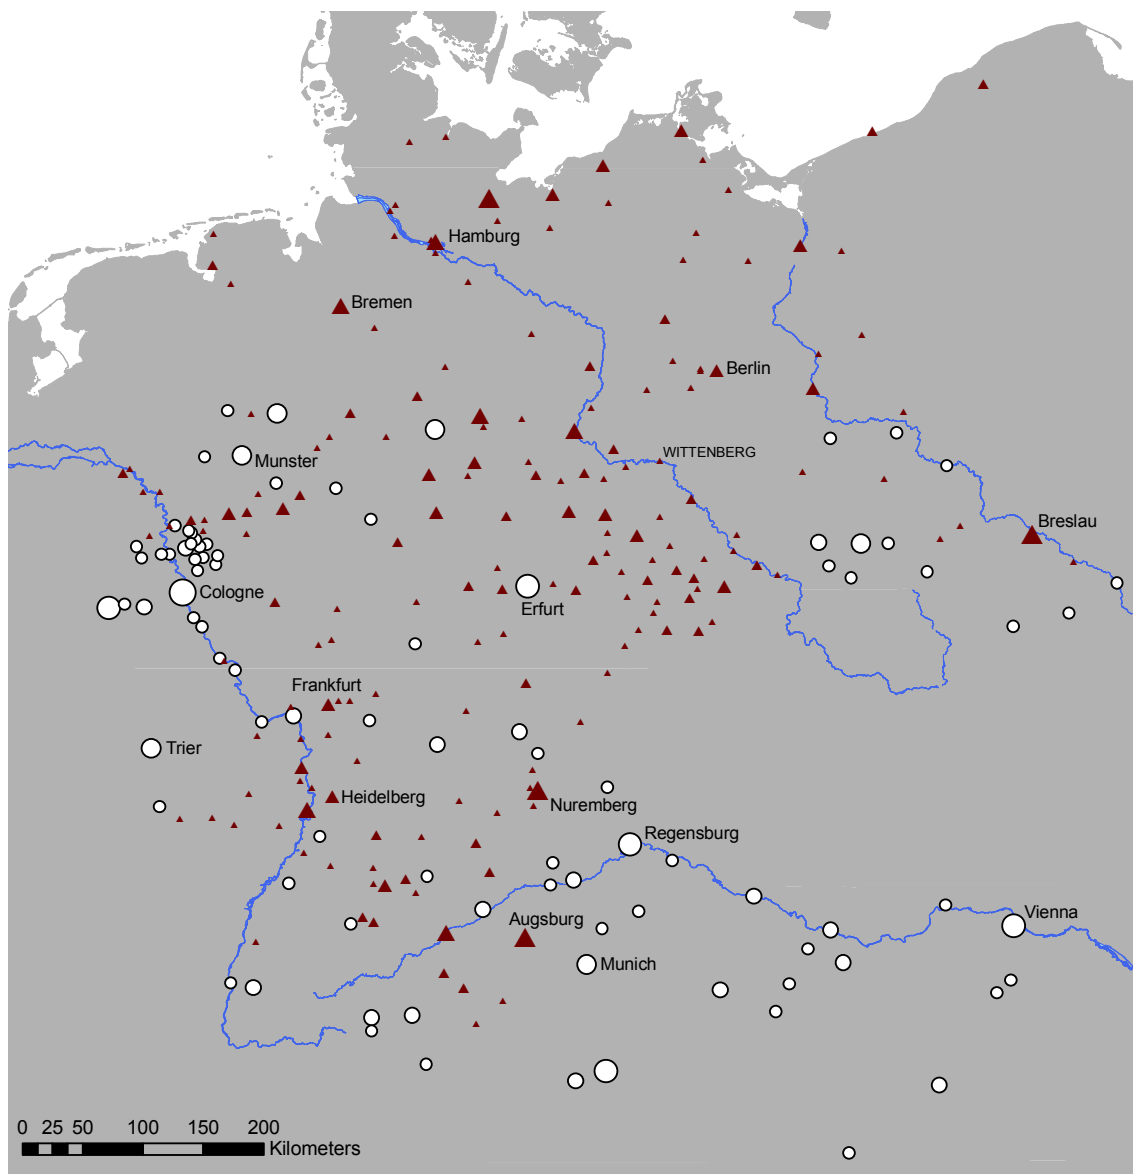 Hamburg
Bremen
Berlin
WITTENBERG
Munster
Breslau
Cologne
Erfurt
Frankfurt
Trier
Heidelberg
Nuremberg
Regensburg
Augsburg
Vienna
Munich
0 25 50 100 150 200
Kilometers